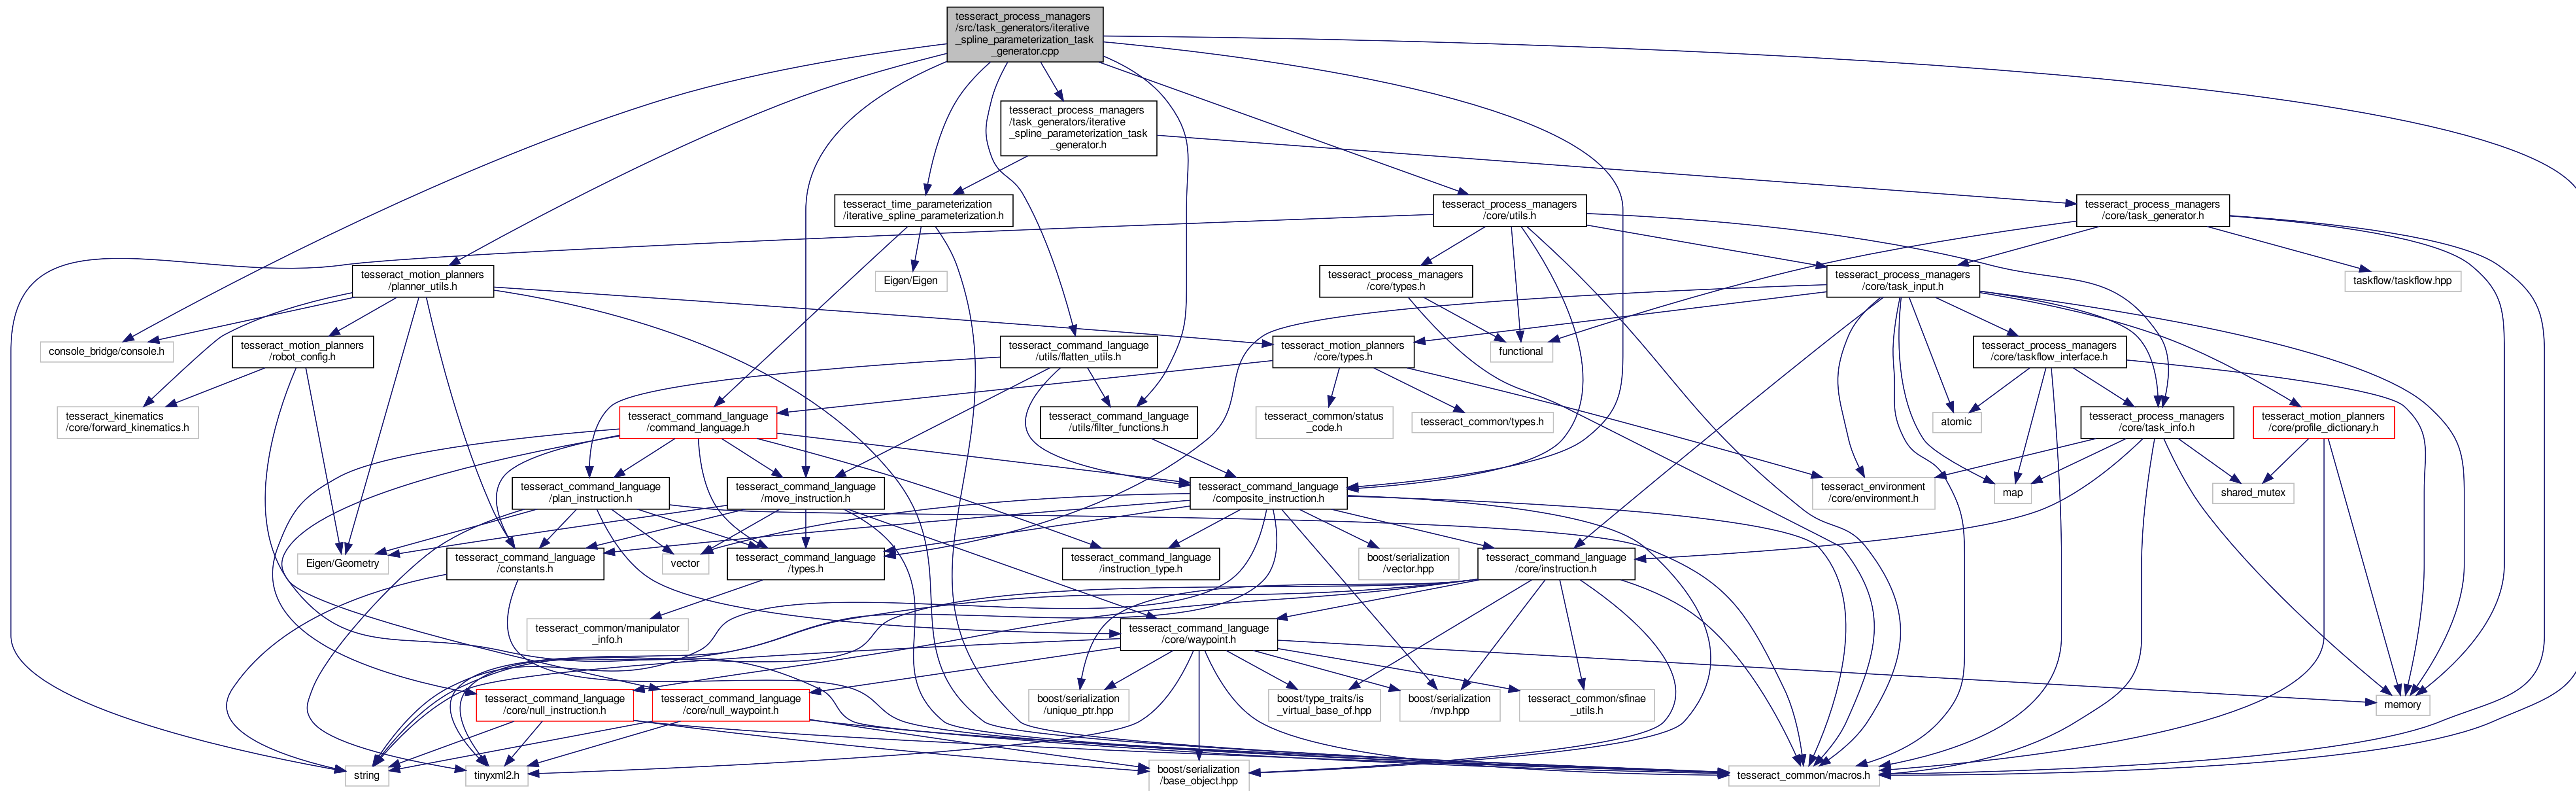 tesseract_process_managers
/src/task_generators/iterative
_spline_parameterization_task
_generator.cpp
tesseract_process_managers
/task_generators/iterative
_spline_parameterization_task
_generator.h
tesseract_time_parameterization
/iterative_spline_parameterization.h
tesseract_process_managers
/core/utils.h
tesseract_process_managers
/core/task_generator.h
tesseract_motion_planners
/planner_utils.h
Eigen/Eigen
tesseract_process_managers
/core/types.h
tesseract_process_managers
/core/task_input.h
taskflow/taskflow.hpp
console_bridge/console.h
tesseract_motion_planners
/robot_config.h
tesseract_command_language
/utils/flatten_utils.h
tesseract_motion_planners
/core/types.h
functional
tesseract_process_managers
/core/taskflow_interface.h
tesseract_kinematics
/core/forward_kinematics.h
tesseract_command_language
/command_language.h
tesseract_command_language
/utils/filter_functions.h
tesseract_common/status
_code.h
tesseract_common/types.h
atomic
tesseract_process_managers
/core/task_info.h
tesseract_motion_planners
/core/profile_dictionary.h
tesseract_command_language
/plan_instruction.h
tesseract_command_language
/move_instruction.h
tesseract_command_language
/composite_instruction.h
tesseract_environment
/core/environment.h
map
shared_mutex
Eigen/Geometry
tesseract_command_language
/constants.h
vector
tesseract_command_language
/types.h
tesseract_command_language
/instruction_type.h
boost/serialization
/vector.hpp
tesseract_command_language
/core/instruction.h
tesseract_common/manipulator
_info.h
tesseract_command_language
/core/waypoint.h
tesseract_command_language
/core/null_instruction.h
tesseract_command_language
/core/null_waypoint.h
boost/serialization
/unique_ptr.hpp
boost/type_traits/is
_virtual_base_of.hpp
boost/serialization
/nvp.hpp
tesseract_common/sfinae
_utils.h
memory
string
tinyxml2.h
boost/serialization
/base_object.hpp
tesseract_common/macros.h